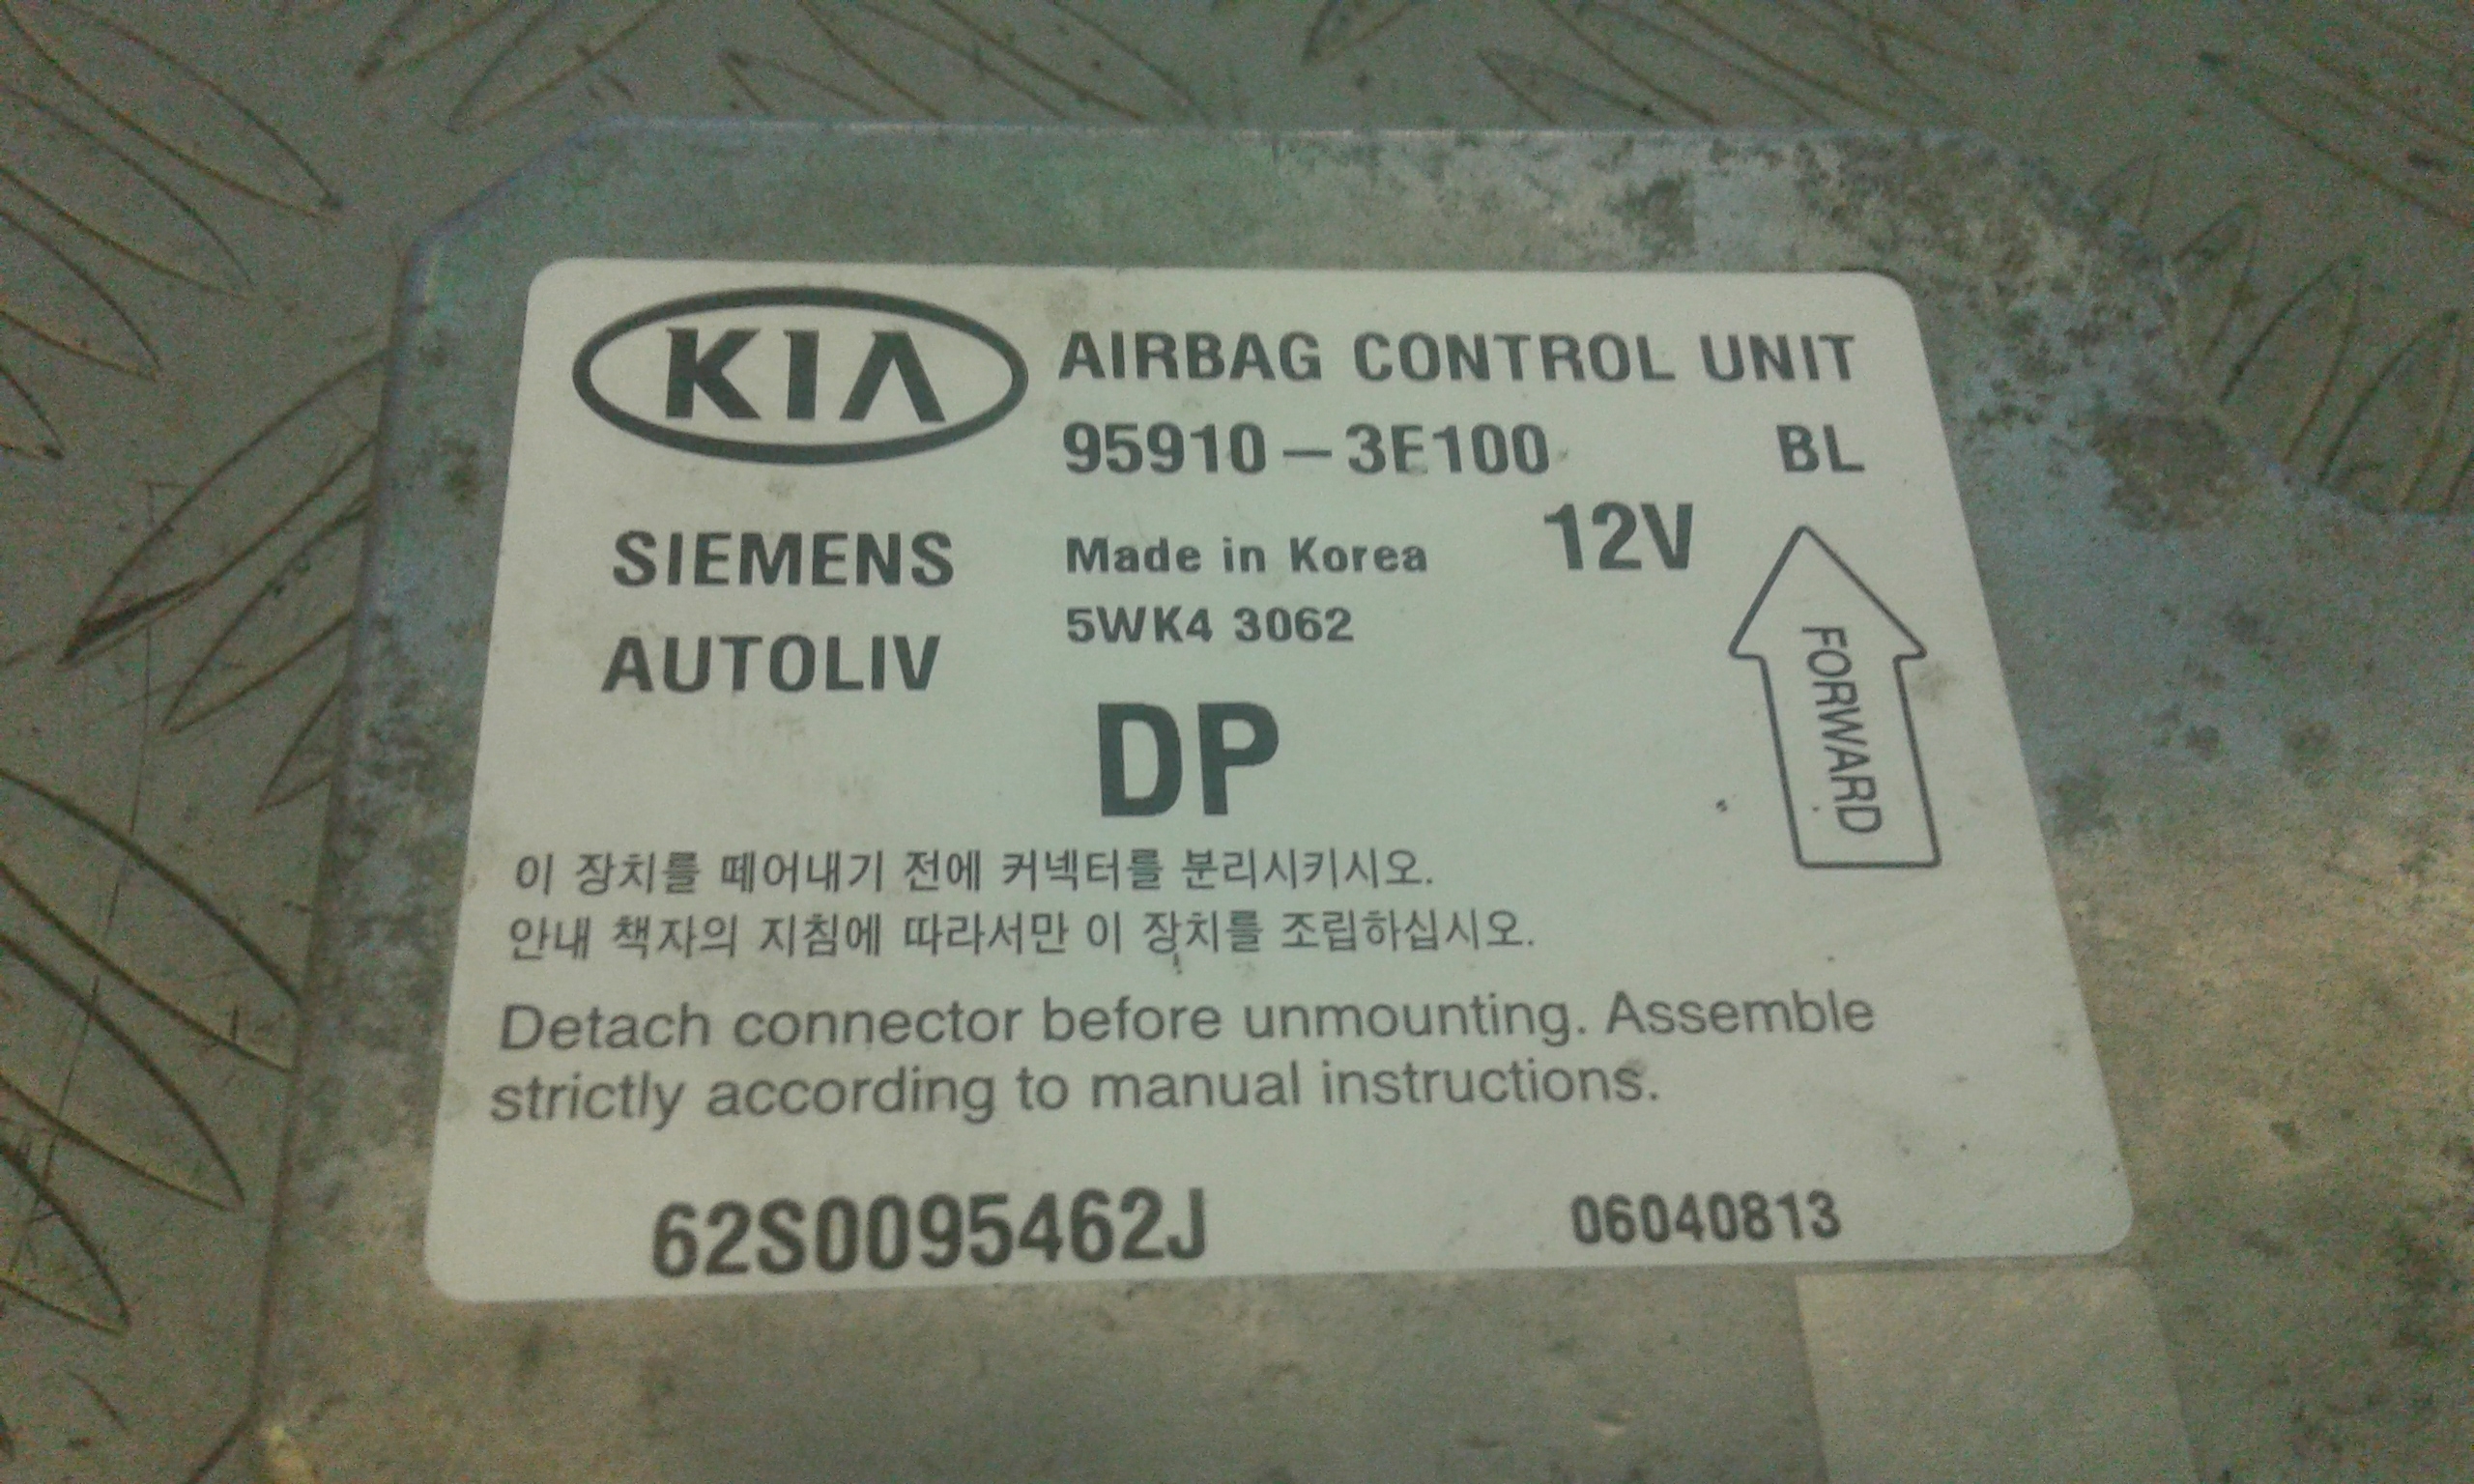 KIA AIRBAG CONTROL UNIT
95910-3E100 BL
SIEMENS Made in Korea 12V
AUTOLIV 5WK4 3062
FORWARD
DP
이 장치를 떼어내기 전에 커넥터를 분리시키시오.
안내 책자의 지침에 따라서만 이 장치를 조립하십시오.
Detach connector before unmounting. Assemble
strictly according to manual instructions.
62S0095462J 06040813